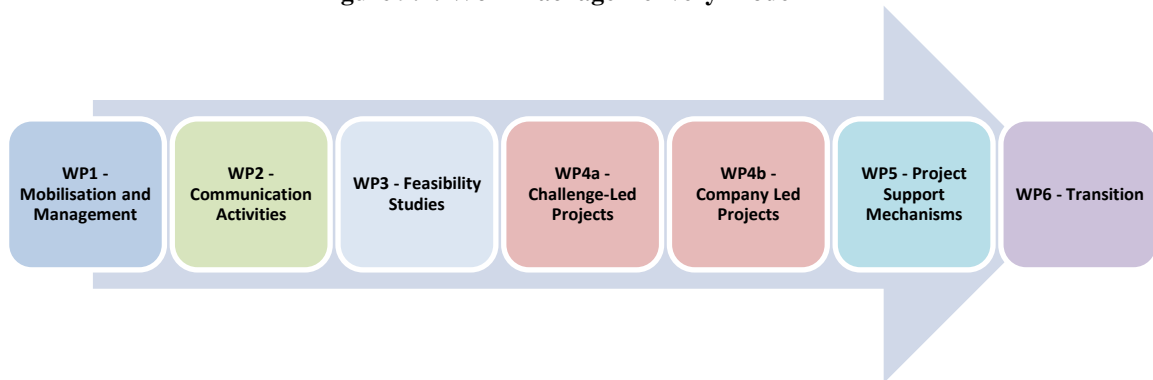 WP1 -
Mobilisation and
Management
WP2 -
Communication
Activities
WP3 - Feasibility
Studies
WP4a -
Challenge-Led
Projects
WP4b -
Company Led
Projects
WP5 - Project
Support
Mechanisms
WP6 - Transition